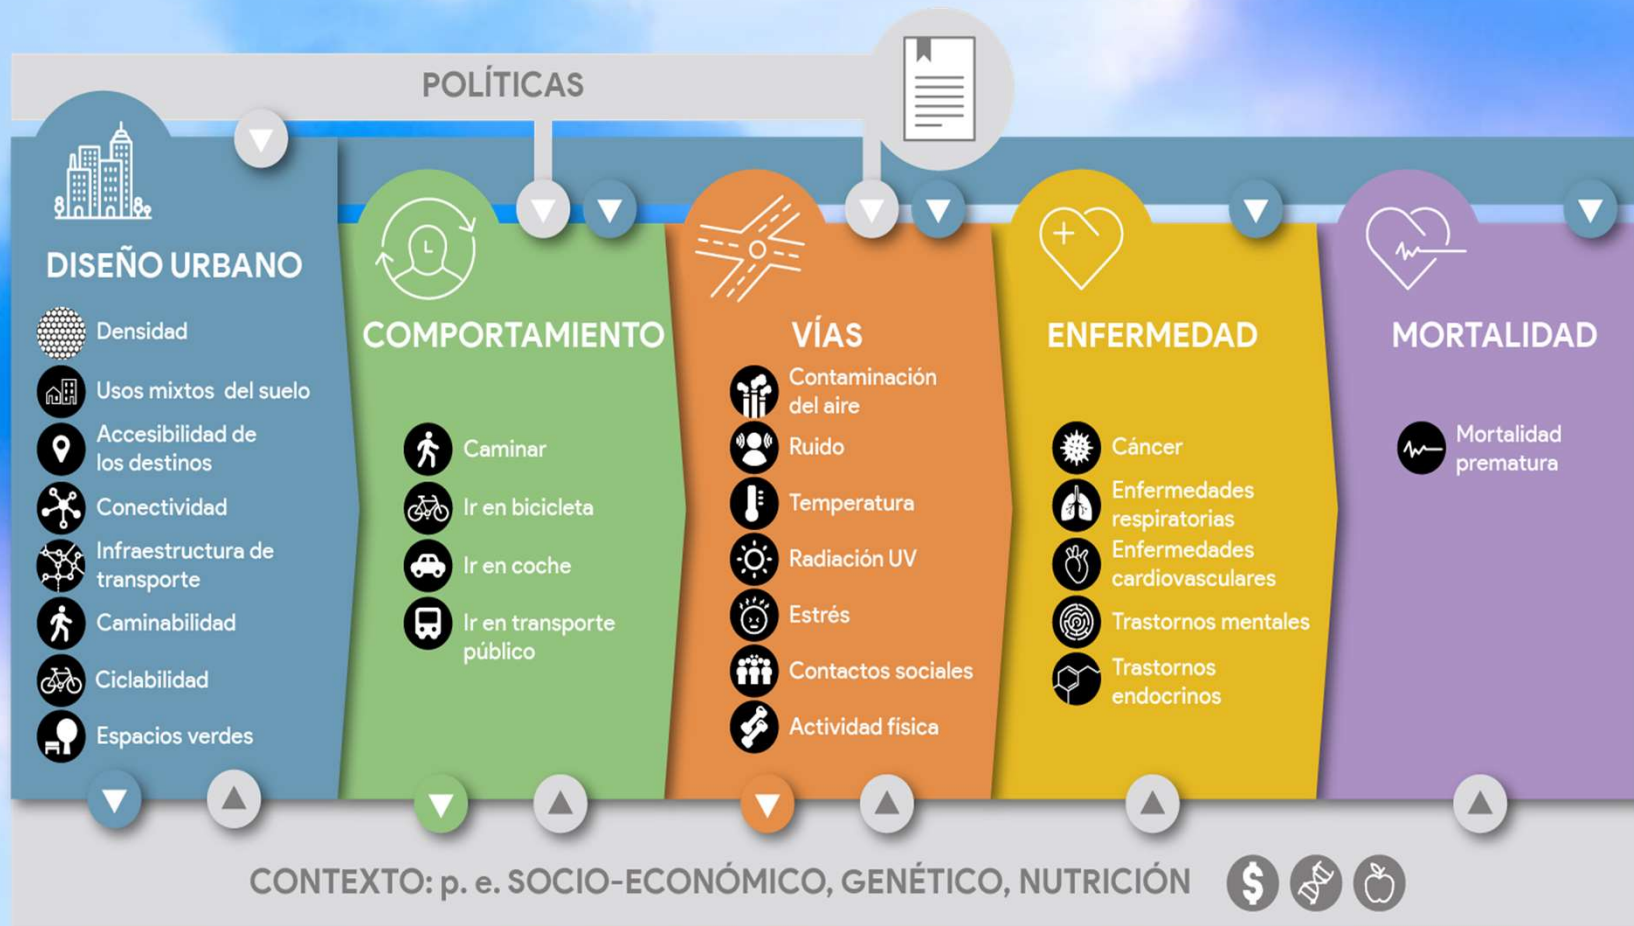 POLÍTICAS
DISEÑO URBANO
Densidad
Usos mixtos del suelo
Accesibilidad de
los destinos
Conectividad
Infraestructura de
transporte
Caminabilidad
Ciclabilidad
Espacios verdes
COMPORTAMIENTO
Caminar
Ir en bicicleta
Ir en coche
Ir en transporte
público
VÍAS
Contaminación
del aire
Ruido
Temperatura
Radiación UV
Estrés
Contactos sociales
Actividad física
ENFERMEDAD
Cáncer
Enfermedades
respiratorias
Enfermedades
cardiovasculares
Trastornos mentales
Trastornos
endocrinos
MORTALIDAD
Mortalidad
prematura
CONTEXTO: p. e. SOCIO-ECONÓMICO, GENÉTICO, NUTRICIÓN